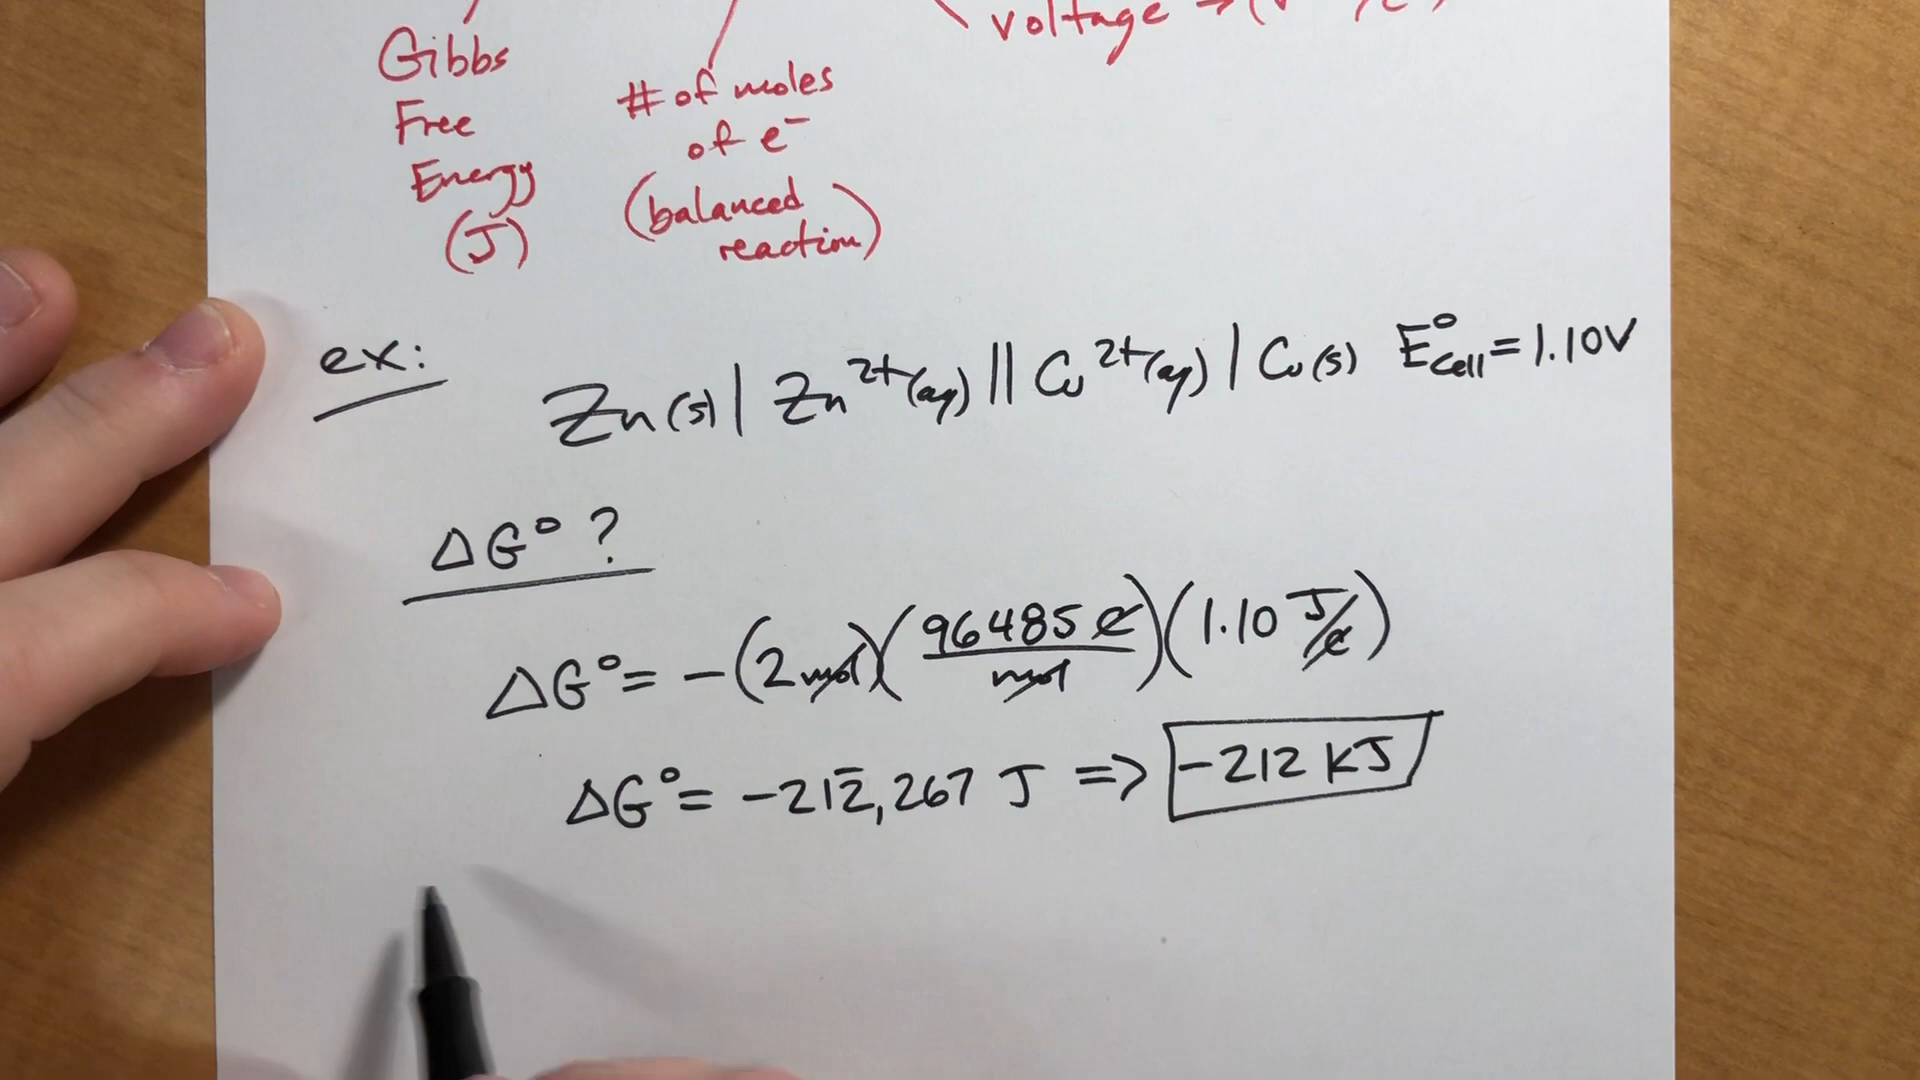 voltage →
Gibbs
Free
Energy
(J)
# of moles
of e⁻
(balanced
reaction)
ex:
Zn(s) | Zn²⁺(aq) || Cu²⁺(aq) | Cu(s) E°cell = 1.10V
ΔG° ?
ΔG° = -(2 mol)(96485 C/mol)(1.10 J/C)
ΔG° = -212,267 J => -212 KJ